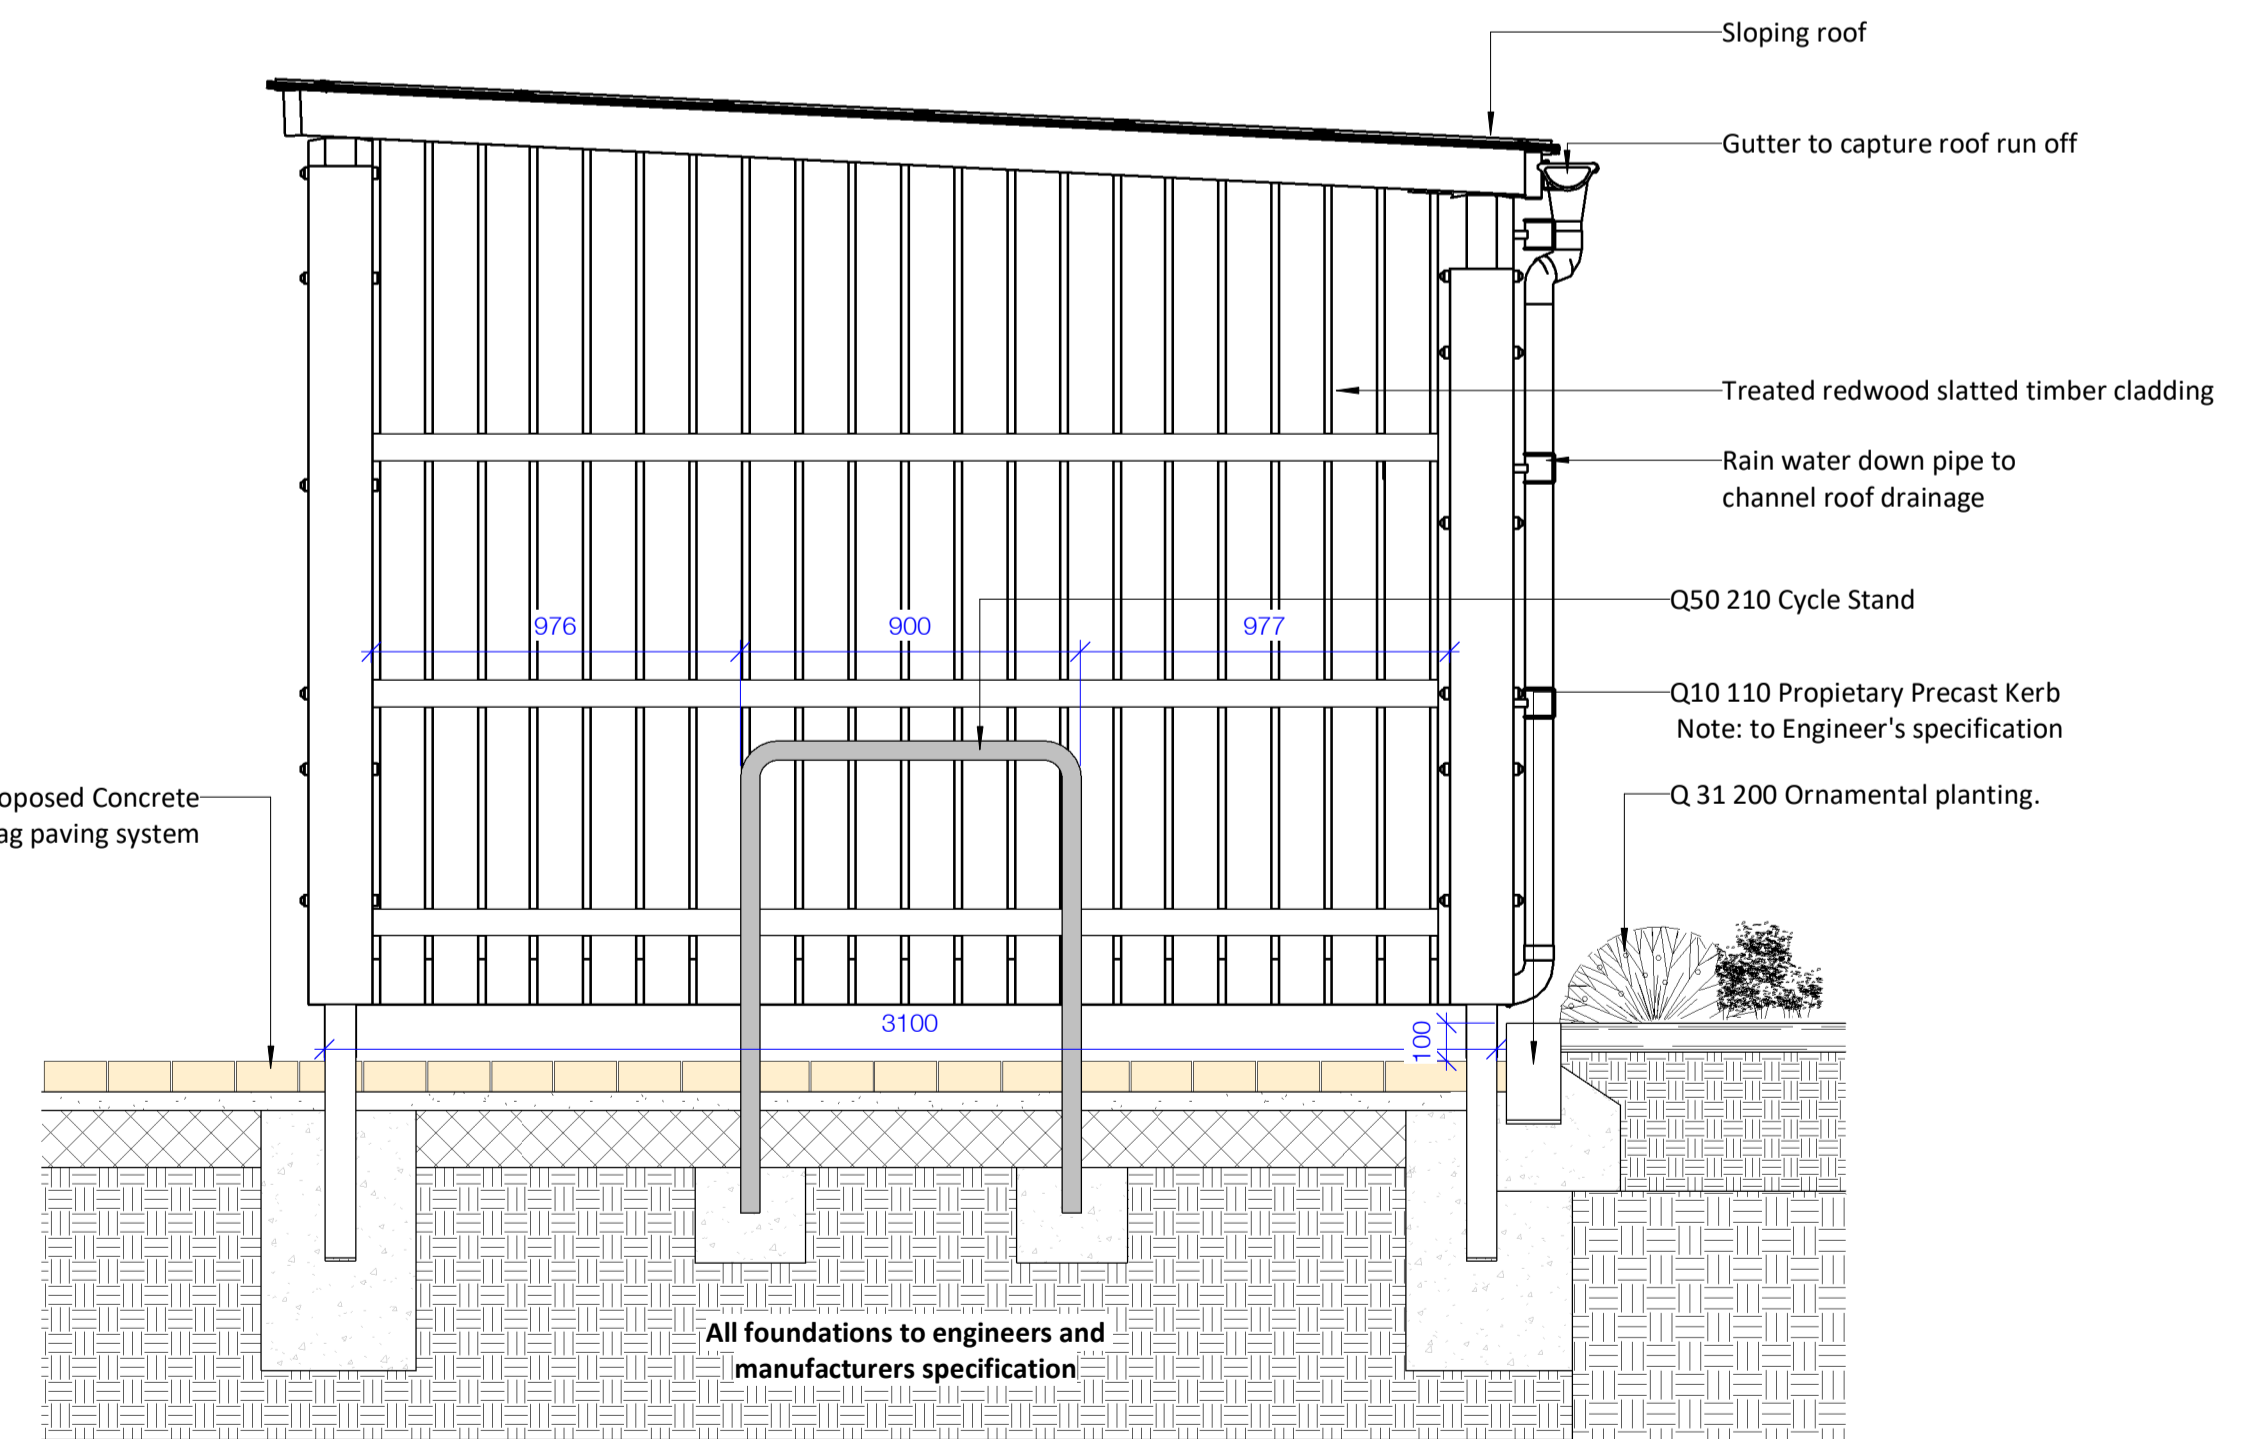 Sloping roof
Gutter to capture roof run off
Treated redwood slatted timber cladding
Rain water down pipe to
channel roof drainage
976
900
977
Q50 210 Cycle Stand
Q10 110 Propietary Precast Kerb
Note: to Engineer's specification
oposed Concrete
ag paving system
Q 31 200 Ornamental planting.
3100
100
All foundations to engineers and
manufacturers specification